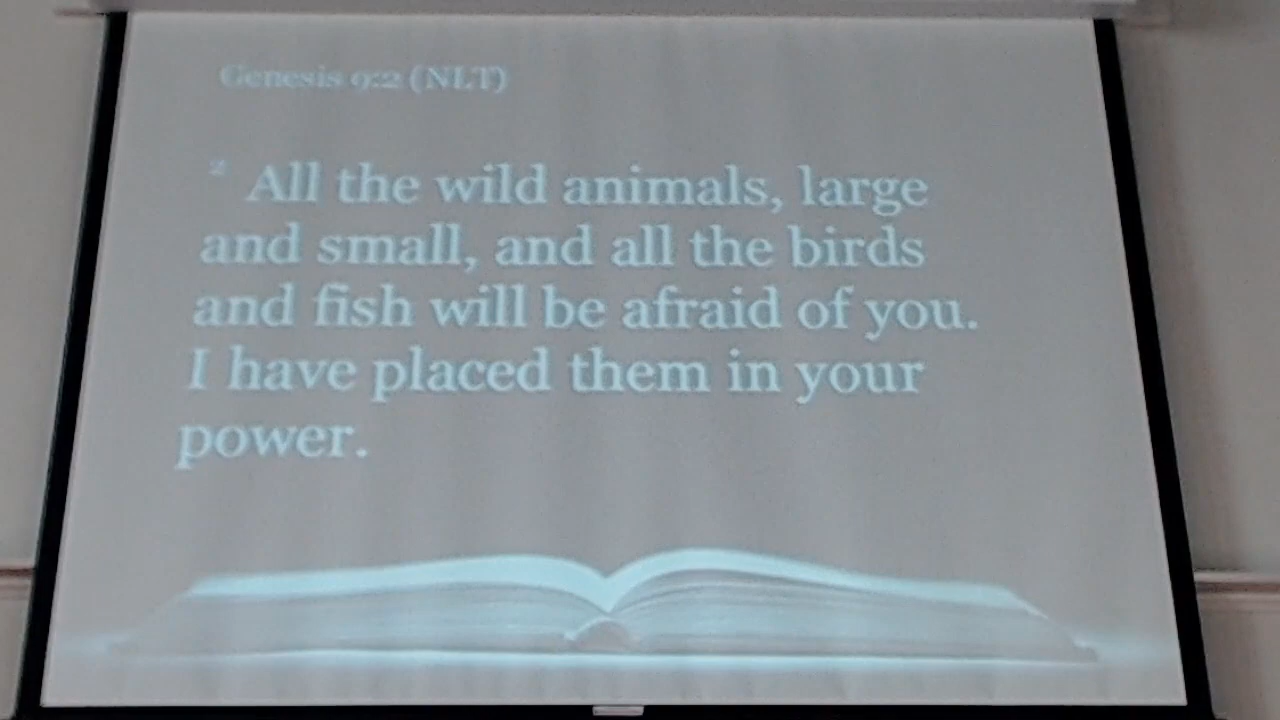 Genesis 9:2 (NLT)
2 All the wild animals, large
and small, and all the birds
and fish will be afraid of you.
I have placed them in your
power.